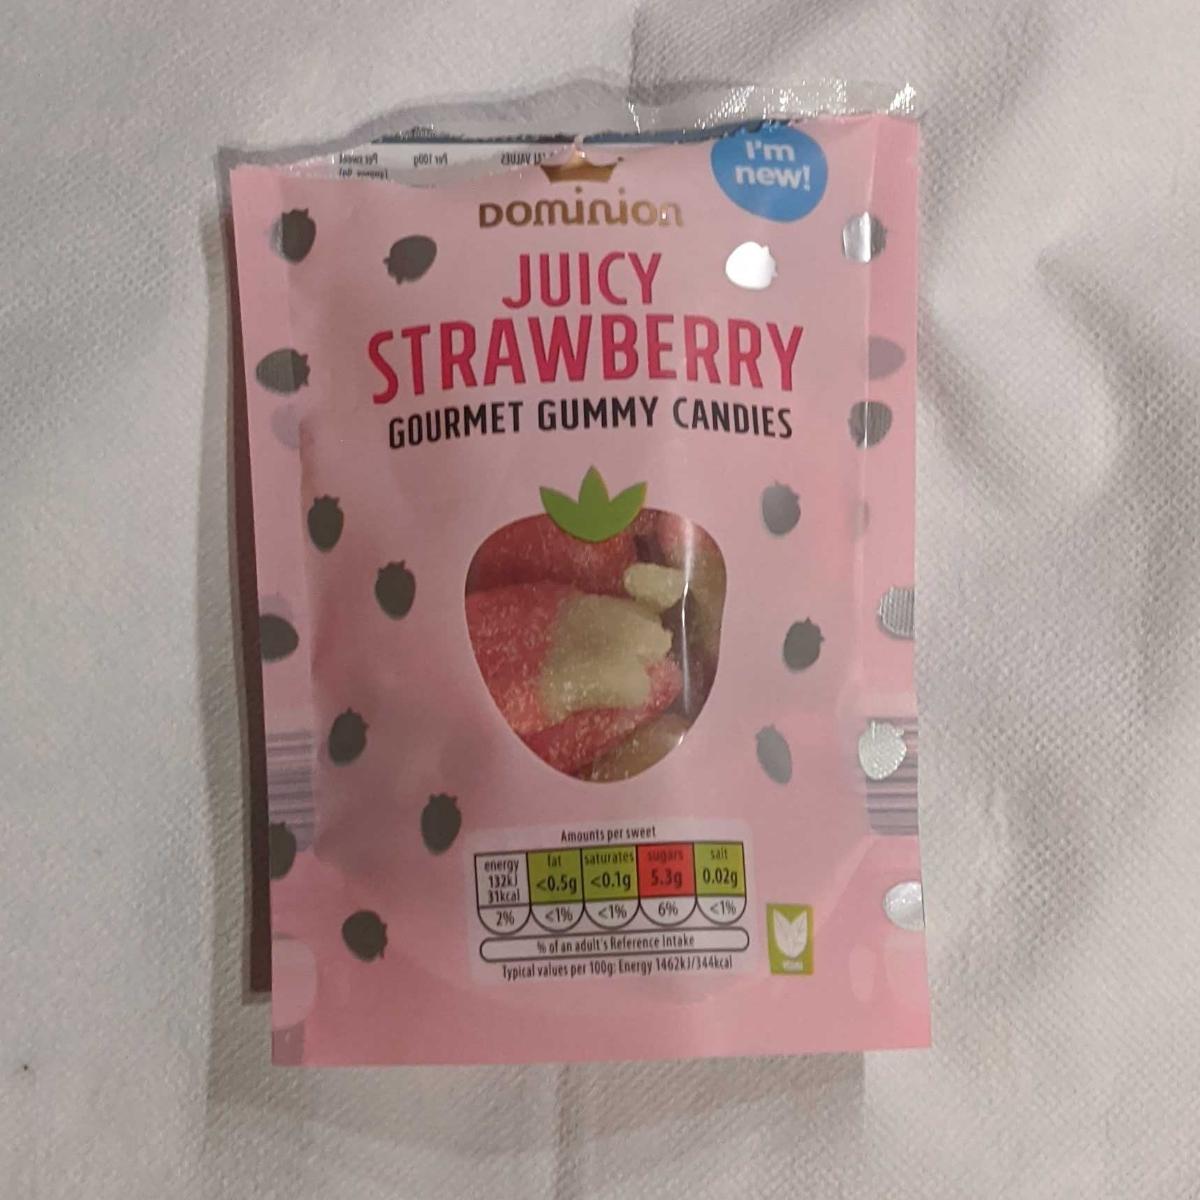 I'm
new!
Dominion
JUICY
STRAWBERRY
GOURMET GUMMY CANDIES
Amounts per sweet
energy 132kJ 31kcal 2%
fat <0.5g <1%
saturates <0.1g <1%
sugars 5.3g 6%
salt 0.02g <1%
% of an adult's Reference Intake
Typical values per 100g: Energy 1462kJ/344kcal
VEGAN